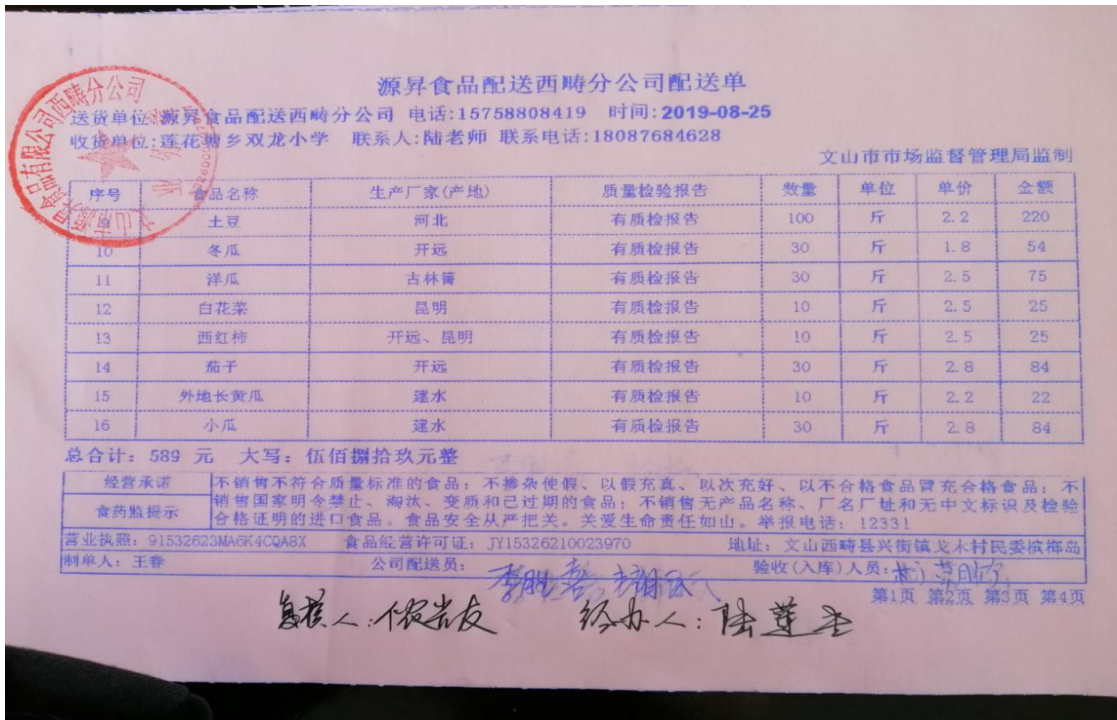 源昇食品配送西畴分公司配送单
送货单位:源昇食品配送西畴分公司 电话:15758808419 时间:2019-08-25
收货单位:莲花塘乡双龙小学 联系人:陆老师 联系电话:18087684628
文山市市场监督管理局监制
序号 食品名称 生产厂家(产地) 质量检验报告 数量 单位 单价 金额
土豆 河北 有质检报告 100 斤 2.2 220
10 冬瓜 开远 有质检报告 30 斤 1.8 54
11 洋瓜 古林箐 有质检报告 30 斤 2.5 75
12 白花菜 昆明 有质检报告 10 斤 2.5 25
13 西红柿 开远、昆明 有质检报告 10 斤 2.5 25
14 茄子 开远 有质检报告 30 斤 2.8 84
15 外地长黄瓜 建水 有质检报告 10 斤 2.2 22
16 小瓜 建水 有质检报告 30 斤 2.8 84
总合计: 589 元 大写: 伍佰捌拾玖元整
经营承诺
食药监提示
不销售不符合质量标准的食品; 不掺杂使假、以假充真、以次充好、以不合格食品冒充合格食品; 不
销售国家明令禁止、淘汰、变质和已过期的食品; 不销售无产品名称、厂名厂址和无中文标识及检验
合格证明的进口食品。食品安全从严把关。关爱生命责任如山。举报电话: 12331
营业执照: 91532623MA6K4CQA8X 食品经营许可证: JY15326210023970 地址: 文山西畴县兴街镇戈木村民委槟榔岛
制单人: 王春 公司配送员: 验收(入库)人员:
第1页 第2页 第3页 第4页
复核人:侬岩友 经办人:陆莲